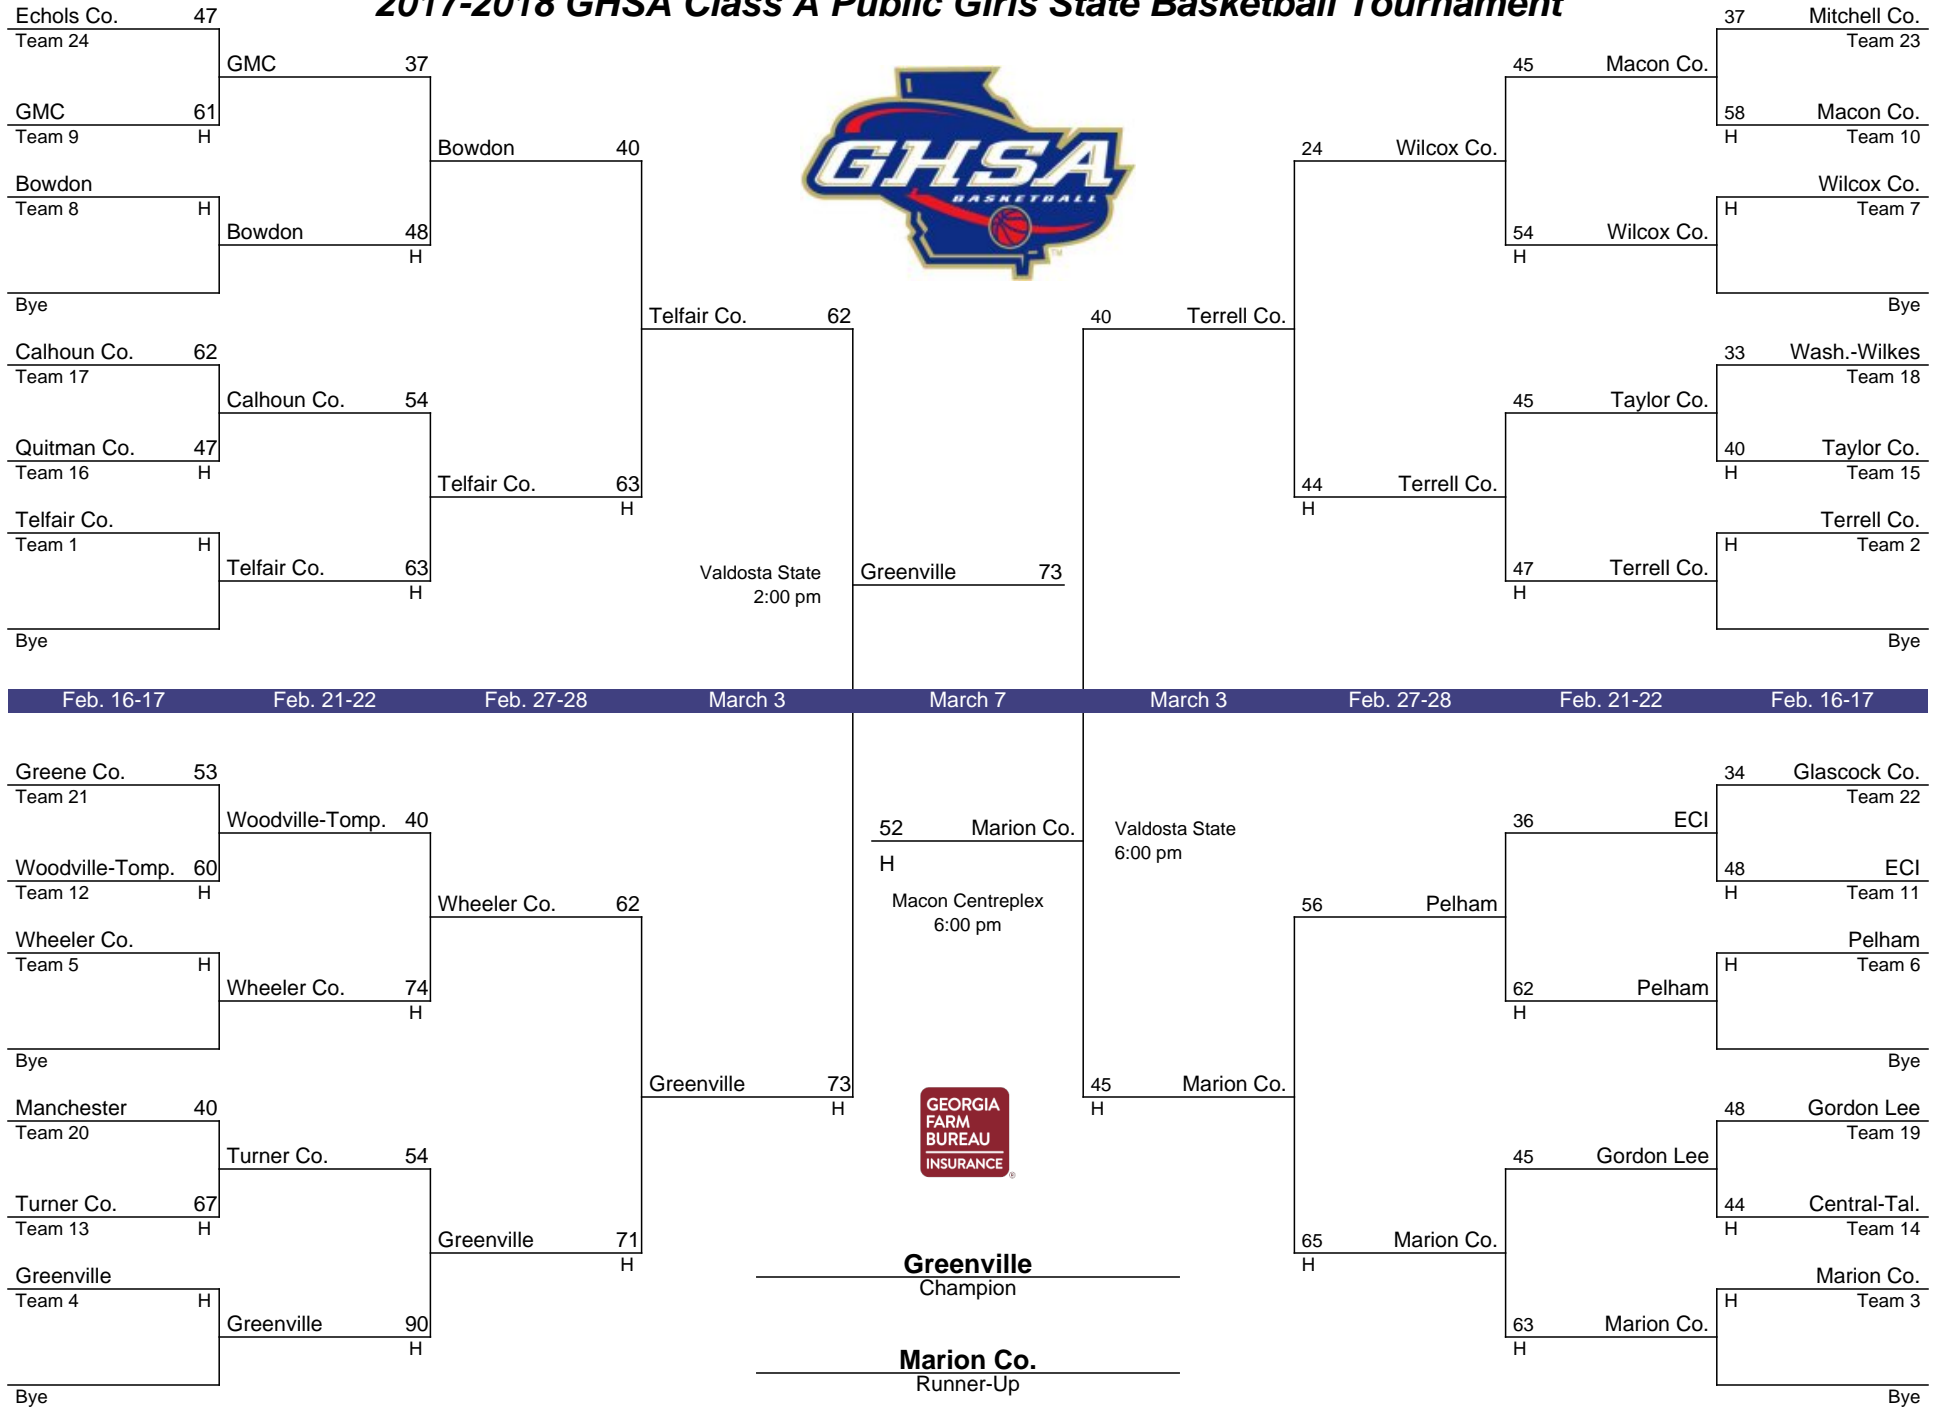 2017-2018 GHSA Class A Public Girls State Basketball Tournament
Echols Co. 47
Team 24
GMC 37
GMC 61
Team 9 H
Bowdon 40
Bowdon
Team 8 H
Bowdon 48
H
Bye
Telfair Co. 62
Calhoun Co. 62
Team 17
Calhoun Co. 54
Quitman Co. 47
Team 16 H
Telfair Co. 63
H
Telfair Co.
Team 1 H
Telfair Co. 63
H
Bye
Valdosta State
2:00 pm
Greenville 73
GHSA
BASKETBALL
TM
37 Mitchell Co.
Team 23
45 Macon Co.
58 Macon Co.
H Team 10
24 Wilcox Co.
Wilcox Co.
H Team 7
54 Wilcox Co.
H
Bye
40 Terrell Co.
33 Wash.-Wilkes
Team 18
45 Taylor Co.
40 Taylor Co.
H Team 15
44 Terrell Co.
H
Terrell Co.
H Team 2
47 Terrell Co.
H
Bye
Feb. 16-17 Feb. 21-22 Feb. 27-28 March 3 March 7 March 3 Feb. 27-28 Feb. 21-22 Feb. 16-17
Greene Co. 53
Team 21
Woodville-Tomp. 40
Woodville-Tomp. 60
Team 12 H
Wheeler Co. 62
Wheeler Co.
Team 5 H
Wheeler Co. 74
H
Bye
Greenville 73
H
Manchester 40
Team 20
Turner Co. 54
Turner Co. 67
Team 13 H
Greenville 71
H
Greenville
Team 4 H
Greenville 90
H
Bye
52 Marion Co.
H
Macon Centreplex
6:00 pm
Valdosta State
6:00 pm
GEORGIA
FARM
BUREAU
INSURANCE
®
Greenville
Champion
Marion Co.
Runner-Up
34 Glascock Co.
Team 22
36 ECI
48 ECI
H Team 11
56 Pelham
Pelham
H Team 6
62 Pelham
H
Bye
45 Marion Co.
H
48 Gordon Lee
Team 19
45 Gordon Lee
44 Central-Tal.
H Team 14
65 Marion Co.
H
Marion Co.
H Team 3
63 Marion Co.
H
Bye